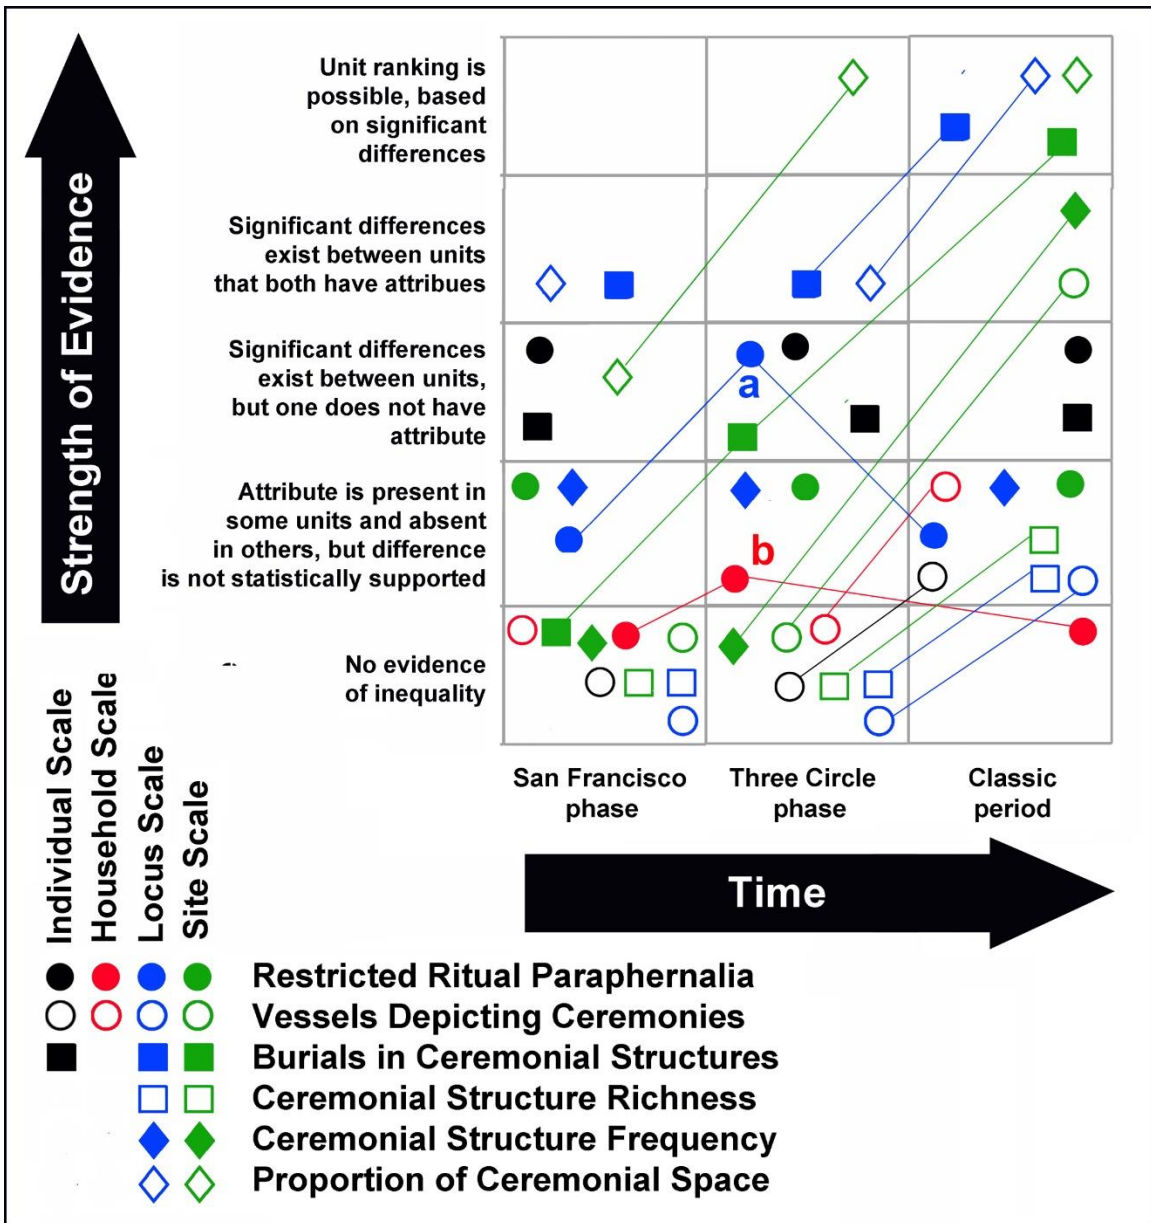 Strength of Evidence
Unit ranking is
possible, based
on significant
differences
Significant differences
exist between units
that both have attribues
Significant differences
exist between units,
but one does not have
attribute
Attribute is present in
some units and absent
in others, but difference
is not statistically supported
No evidence
of inequality
a
b
San Francisco
phase
Three Circle
phase
Classic
period
Time
Individual Scale
Household Scale
Locus Scale
Site Scale
Restricted Ritual Paraphernalia
Vessels Depicting Ceremonies
Burials in Ceremonial Structures
Ceremonial Structure Richness
Ceremonial Structure Frequency
Proportion of Ceremonial Space